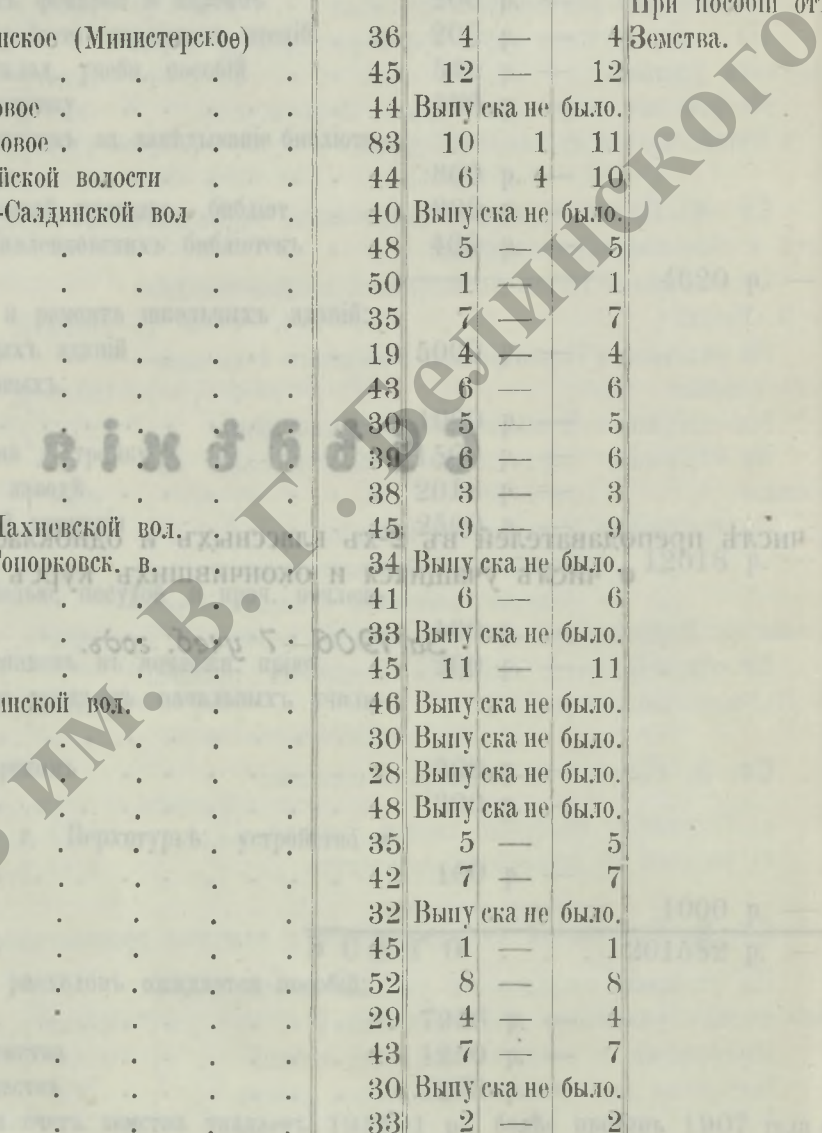 При пособіи от
нское (Министерское) . 36 4 — 4 Земства.
. . . . 45 12 — 12
овое . . . . 44 Выпуска не было.
овое . . . . 83 10 1 11
йской волости . . 44 6 4 10
-Салдинской вол . . 40 Выпуска не было.
. . . . 48 5 — 5
. . . . 50 1 — 1
. . . . 35 7 — 7
. . . . 19 4 — 4
. . . . 43 6 — 6
. . . . 30 5 — 5
. . . . 39 6 — 6
. . . . 38 3 — 3
Махневской вол. . . 45 9 — 9
Топорковск. в. . . 34 Выпуска не было.
. . . . 41 6 — 6
. . . . 33 Выпуска не было.
. . . . 45 11 — 11
инской вол. . . . 46 Выпуска не было.
. . . . 30 Выпуска не было.
. . . . 28 Выпуска не было.
. . . . 48 Выпуска не было.
. . . . 35 5 — 5
. . . . 42 7 — 7
. . . . 32 Выпуска не было.
. . . . 45 1 — 1
. . . . 52 8 — 8
. . . . 29 4 — 4
. . . . 43 7 — 7
. . . . 30 Выпуска не было.
. . . . 33 2 — 2
им. В. Г. Белинского